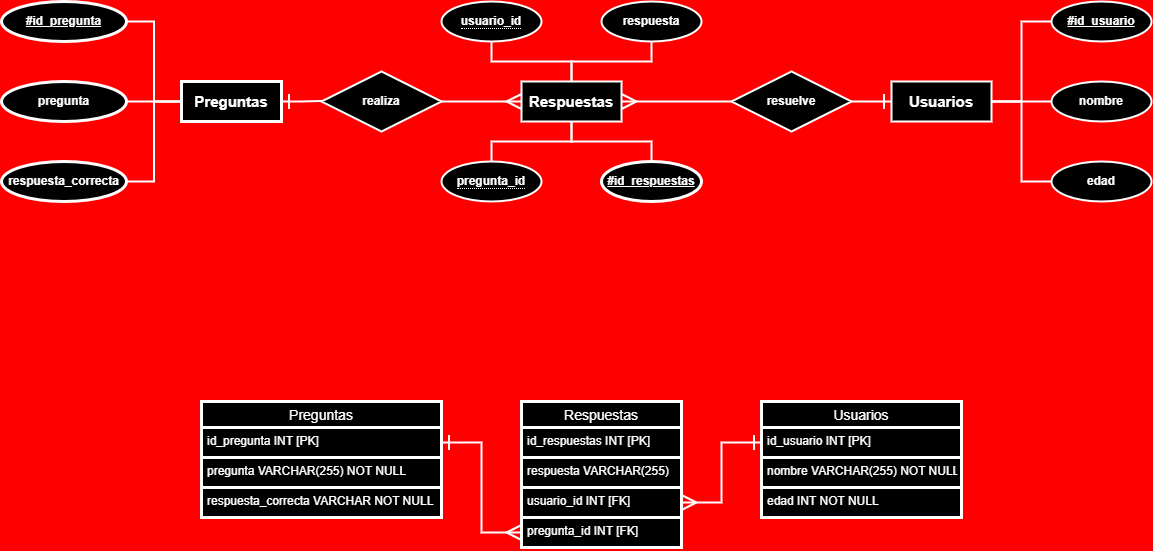 #id_pregunta
usuario_id
respuesta
#id_usuario
pregunta
Preguntas
realiza
Respuestas
resuelve
Usuarios
nombre
respuesta_correcta
pregunta_id
#id_respuestas
edad
Preguntas
id_pregunta INT [PK]
pregunta VARCHAR(255) NOT NULL
respuesta_correcta VARCHAR NOT NULL
Respuestas
id_respuestas INT [PK]
respuesta VARCHAR(255)
usuario_id INT [FK]
pregunta_id INT [FK]
Usuarios
id_usuario INT [PK]
nombre VARCHAR(255) NOT NULL
edad INT NOT NULL